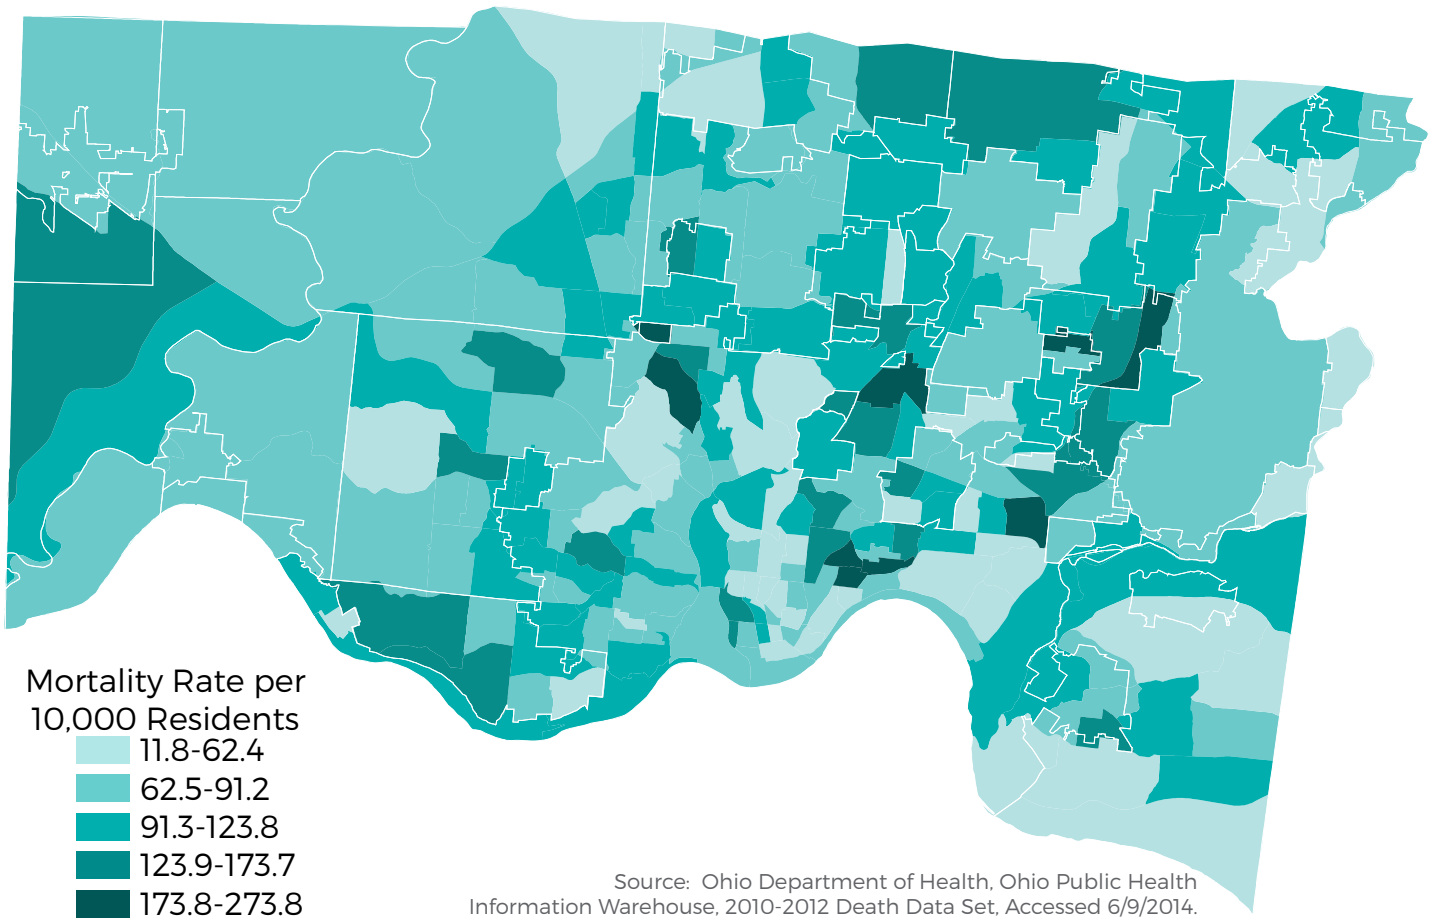 Mortality Rate per
10,000 Residents
11.8-62.4
62.5-91.2
91.3-123.8
123.9-173.7
173.8-273.8
Source: Ohio Department of Health, Ohio Public Health
Information Warehouse, 2010-2012 Death Data Set, Accessed 6/9/2014.